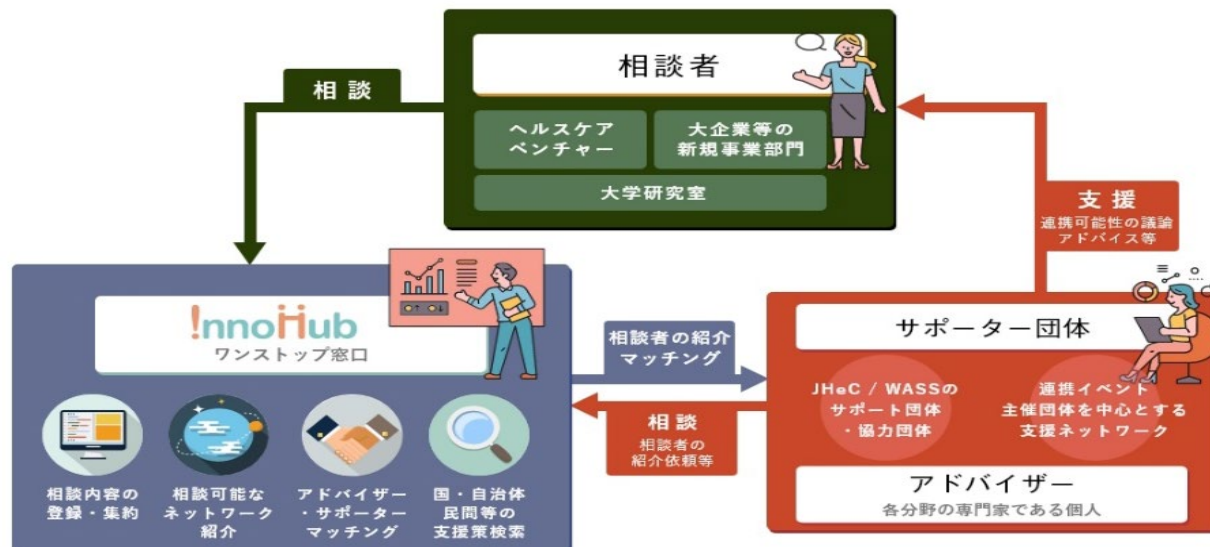 相談者
相談
ヘルスケア
ベンチャー
大企業等の
新規事業部門
大学研究室
支援
連携可能性の議論
アドバイス等
InnoHub
ワンストップ窓口
相談内容の
登録・集約
相談可能な
ネットワーク
紹介
アドバイザー
・サポーター
マッチング
国・自治体
民間等の
支援策検索
相談者の紹介
マッチング
相談
相談者の
紹介依頼等
サポーター団体
JHeC / WASSの
サポート団体
・協力団体
連携イベント
主催団体を中心とする
支援ネットワーク
アドバイザー
各分野の専門家である個人